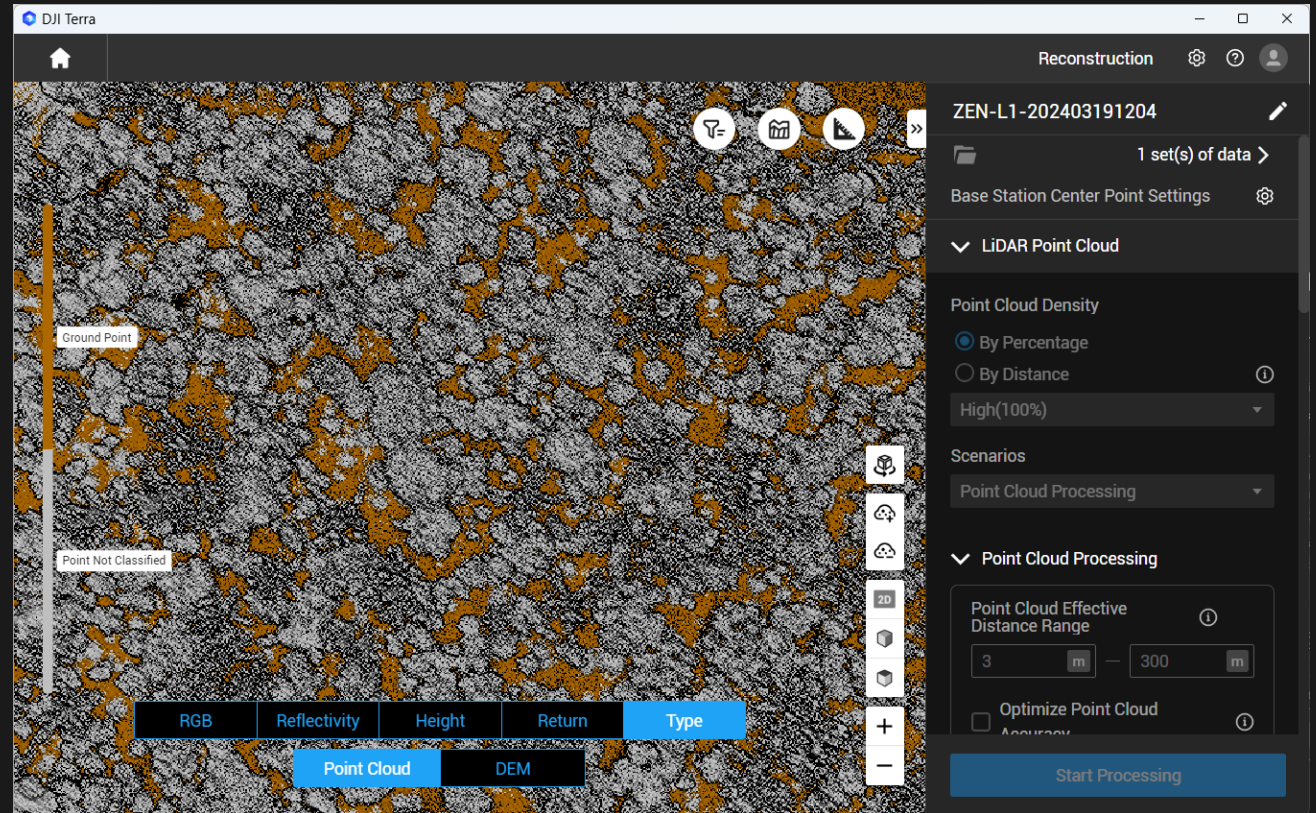 DJI Terra
Reconstruction
ZEN-L1-202403191204
1 set(s) of data
Base Station Center Point Settings
LiDAR Point Cloud
Point Cloud Density
By Percentage
By Distance
High(100%)
Scenarios
Point Cloud Processing
Point Cloud Processing
Point Cloud Effective
Distance Range
3 m — 300 m
Optimize Point Cloud
Accuracy
Start Processing
Ground Point
Point Not Classified
2D
RGB Reflectivity Height Return Type
Point Cloud DEM